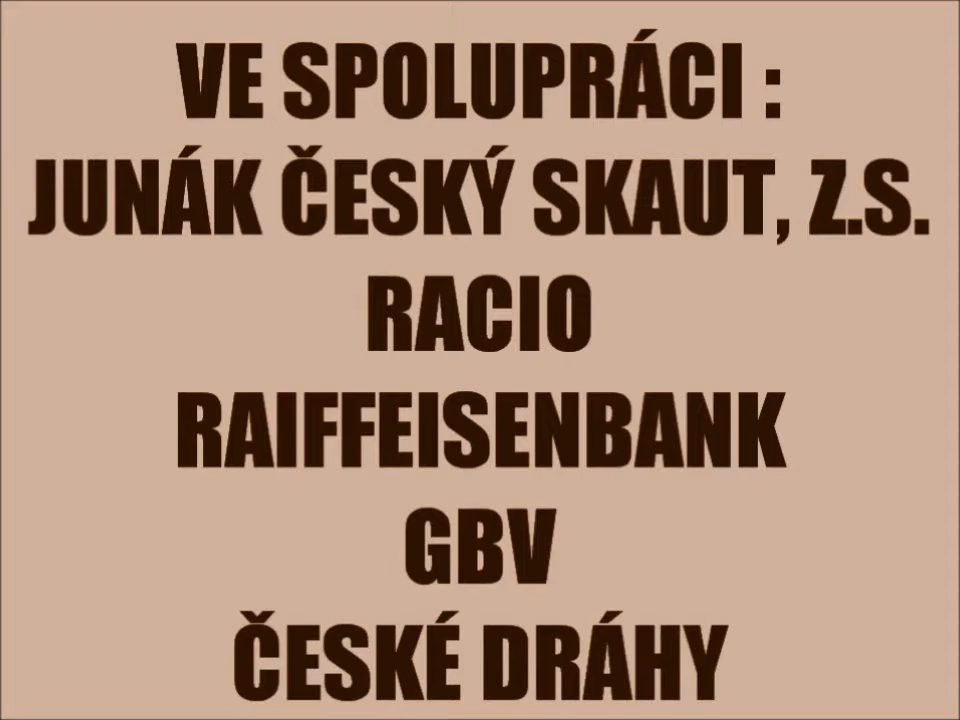 VE SPOLUPRÁCI :
JUNÁK ČESKÝ SKAUT, Z.S.
RACIO
RAIFFEISENBANK
GBV
ČESKÉ DRÁHY